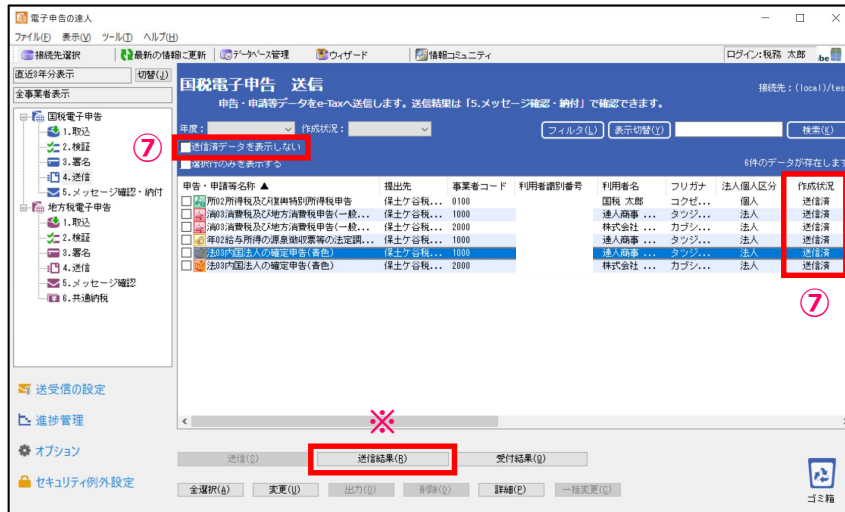 電子申告の達人
ファイル(F) 表示(V) ツール(T) ヘルプ(H)
接続先選択 最新の情報に更新 データベース管理 ウィザード 情報コミュニティ ログイン:税務 太郎 be
直近3年分表示 切替(J)
全事業者表示
国税電子申告
1.取込
2.検証
3.署名
4.送信
5.メッセージ確認・納付
地方税電子申告
1.取込
2.検証
3.署名
4.送信
5.メッセージ確認
6.共通納税
送受信の設定
進捗管理
オプション
セキュリティ例外設定
国税電子申告 送信
接続先：(local)/tes
申告・申請等データをe-Taxへ送信します。送信結果は「5.メッセージ確認・納付」で確認できます。
年度： 作成状況： フィルタ(L) 表示切替(Y) 検索(K)
⑦ 送信済データを表示しない
選択行のみを表示する 6件のデータが存在しま
申告・申請等名称 ▲ 提出先 事業者コード 利用者識別番号 利用者名 フリガナ 法人個人区分 作成状況
所02所得税及び復興特別所得税申告 保土ケ谷税... 0100 国税 太郎 コクゼ... 個人 送信済
消03消費税及び地方消費税申告(一般... 保土ケ谷税... 1000 達人商事 ... タツジ... 法人 送信済
消03消費税及び地方消費税申告(一般... 保土ケ谷税... 2000 株式会社 ... カブシ... 法人 送信済
年02給与所得の源泉徴収票等の法定調... 保土ケ谷税... 1000 達人商事 ... タツジ... 法人 送信済
法03内国法人の確定申告(青色) 保土ケ谷税... 1000 達人商事 ... タツジ... 法人 送信済
法03内国法人の確定申告(青色) 保土ケ谷税... 2000 株式会社 ... カブシ... 法人 送信済
⑦
※
送信(S) 送信結果(R) 受付結果(Q)
全選択(A) 変更(U) 出力(O) 削除(D) 詳細(P) 一括変更(C)
ゴミ箱